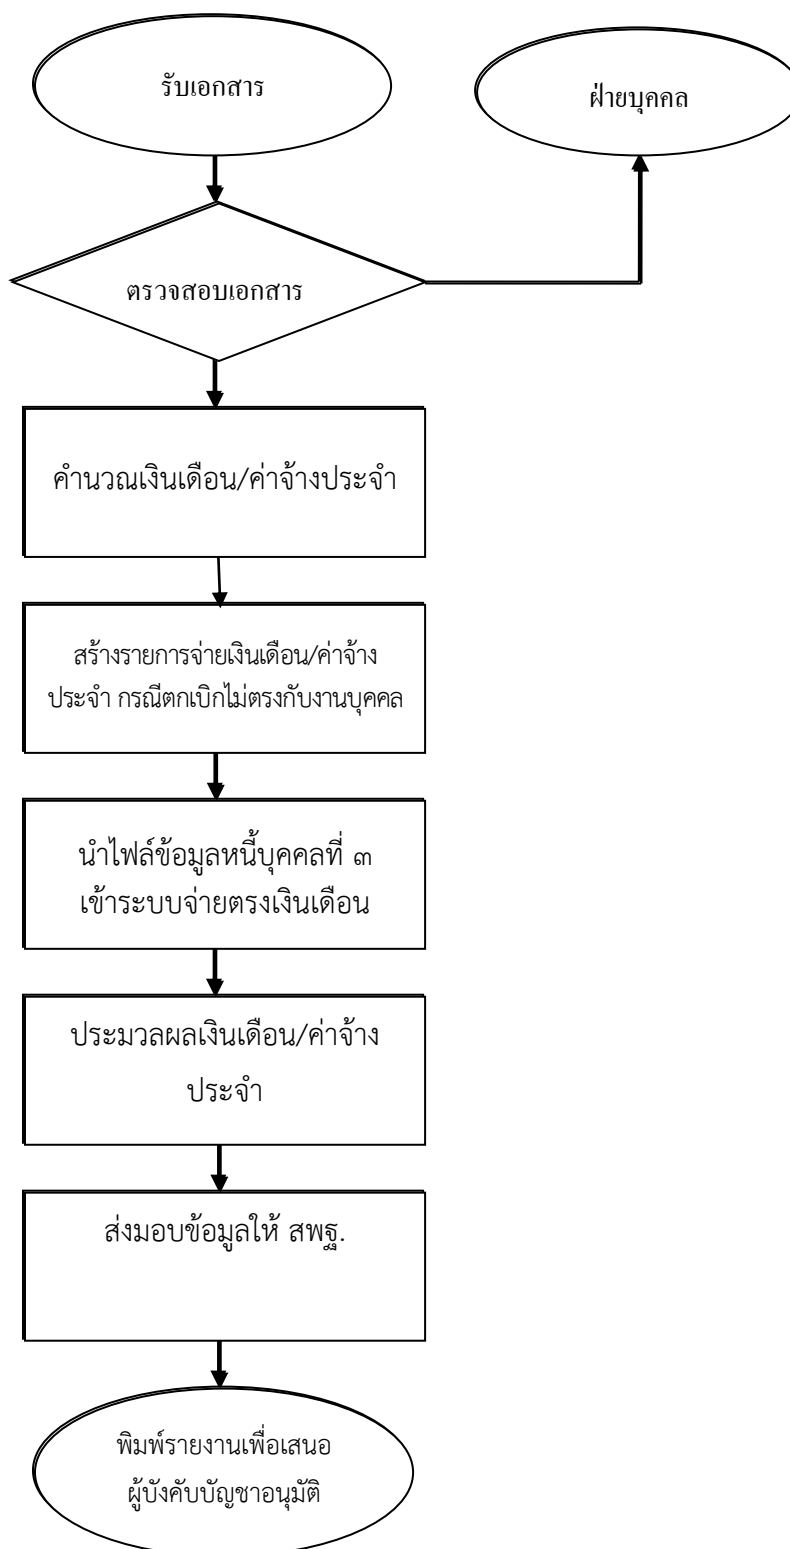 รับเอกสาร
ฝ่ายบุคคล
ตรวจสอบเอกสาร
คำนวณเงินเดือน/ค่าจ้างประจำ
สร้างรายการจ่ายเงินเดือน/ค่าจ้าง
ประจำ กรณีตกเบิกไม่ตรงกับงานบุคคล
นำไฟล์ข้อมูลหนี้บุคคลที่ ๓
เข้าระบบจ่ายตรงเงินเดือน
ประมวลผลเงินเดือน/ค่าจ้าง
ประจำ
ส่งมอบข้อมูลให้ สพฐ.
พิมพ์รายงานเพื่อเสนอ
ผู้บังคับบัญชาอนุมัติ